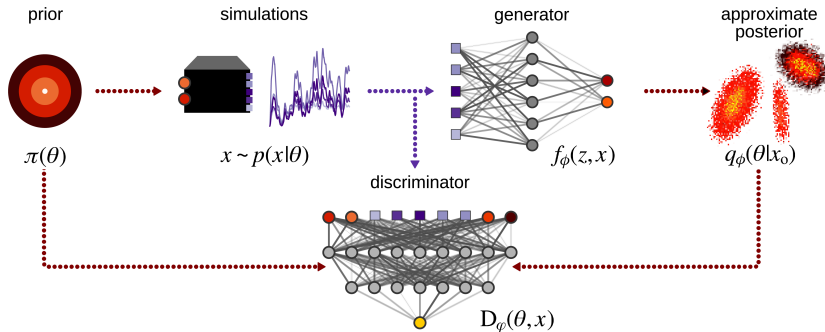 prior
simulations
generator
approximate
posterior
π(θ)
x ~ p(x|θ)
f_ϕ(z, x)
q_ϕ(θ|x_o)
discriminator
D_φ(θ, x)